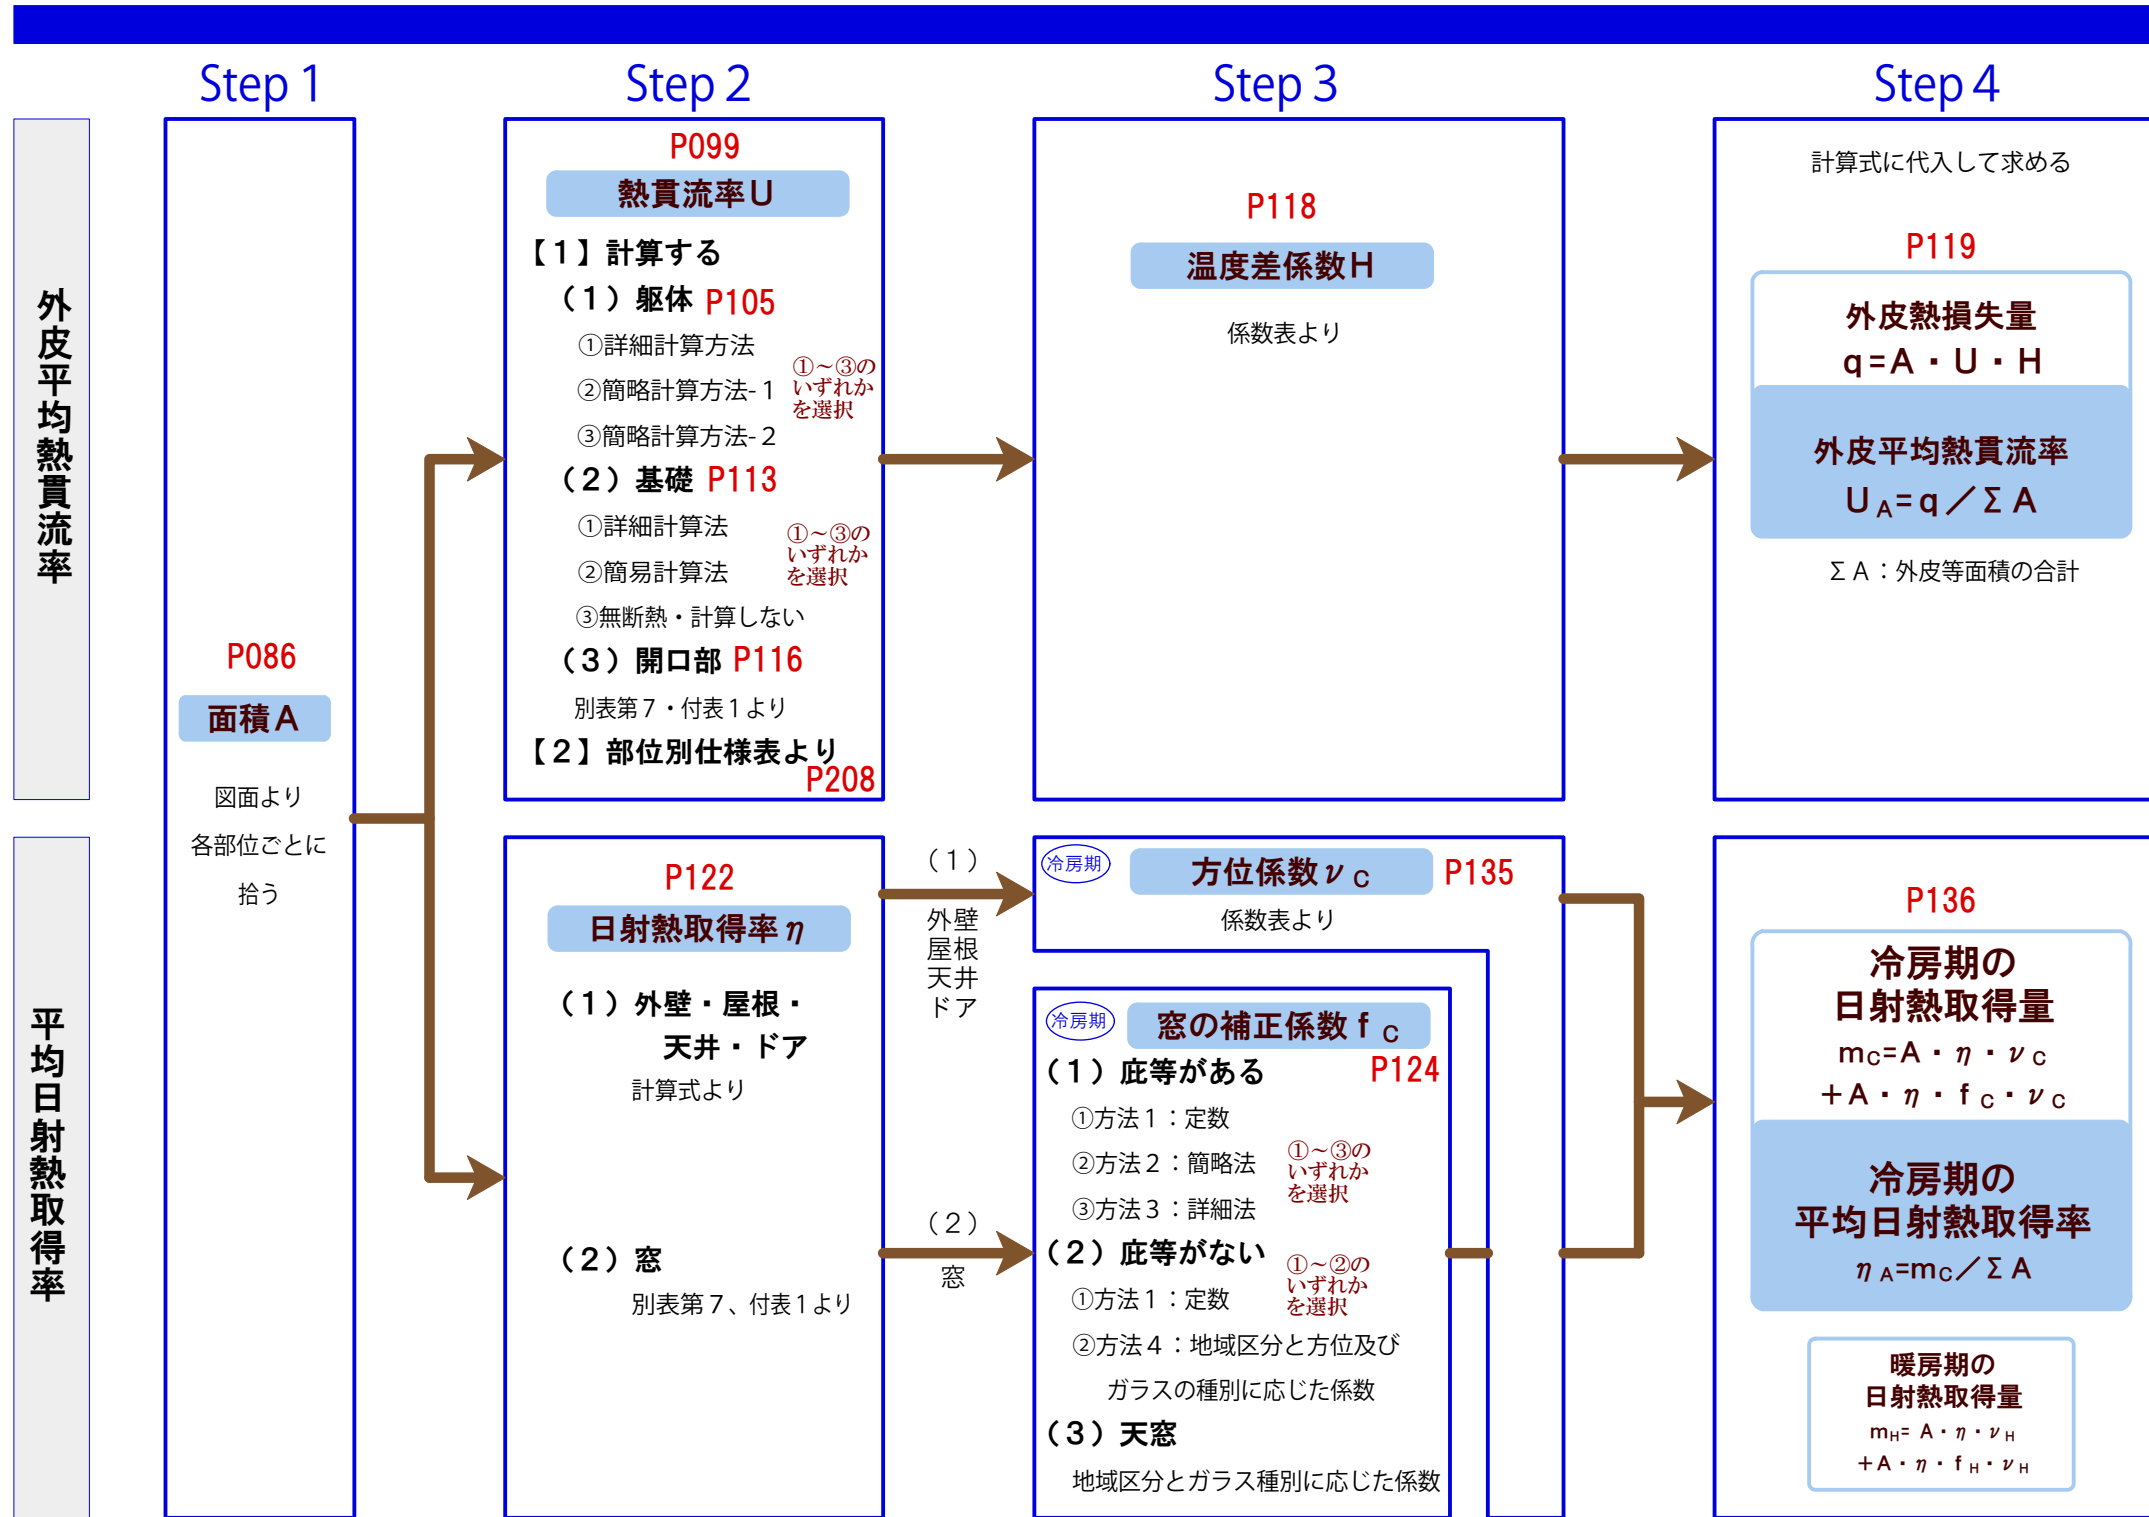 Step 1
Step 2
Step 3
Step 4
外皮平均熱貫流率
P086
面積A
図面より
各部位ごとに
拾う
P099
熱貫流率U
【1】計算する
（1）躯体 P105
①詳細計算方法
②簡略計算方法-1
③簡略計算方法-2
①～③の
いずれか
を選択
（2）基礎 P113
①詳細計算法
②簡易計算法
③無断熱・計算しない
①～③の
いずれか
を選択
（3）開口部 P116
別表第7・付表1より
【2】部位別仕様表より
P208
P118
温度差係数H
係数表より
計算式に代入して求める
P119
外皮熱損失量
q=A・U・H
外皮平均熱貫流率
UA=q／ΣA
ΣA：外皮等面積の合計
平均日射熱取得率
P122
日射熱取得率η
（1）外壁・屋根・
天井・ドア
計算式より
（2）窓
別表第7、付表1より
（1）
外壁
屋根
天井
ドア
（2）
窓
冷房期
方位係数νC
P135
係数表より
冷房期
窓の補正係数fC
（1）庇等がある P124
①方法1：定数
②方法2：簡略法
③方法3：詳細法
①～③の
いずれか
を選択
（2）庇等がない
①方法1：定数
①～②の
いずれか
を選択
②方法4：地域区分と方位及び
ガラスの種別に応じた係数
（3）天窓
地域区分とガラス種別に応じた係数
P136
冷房期の
日射熱取得量
mC=A・η・νC
+A・η・fC・νC
冷房期の
平均日射熱取得率
ηA=mC／ΣA
暖房期の
日射熱取得量
mH= A・η・νH
+A・η・fH・νH